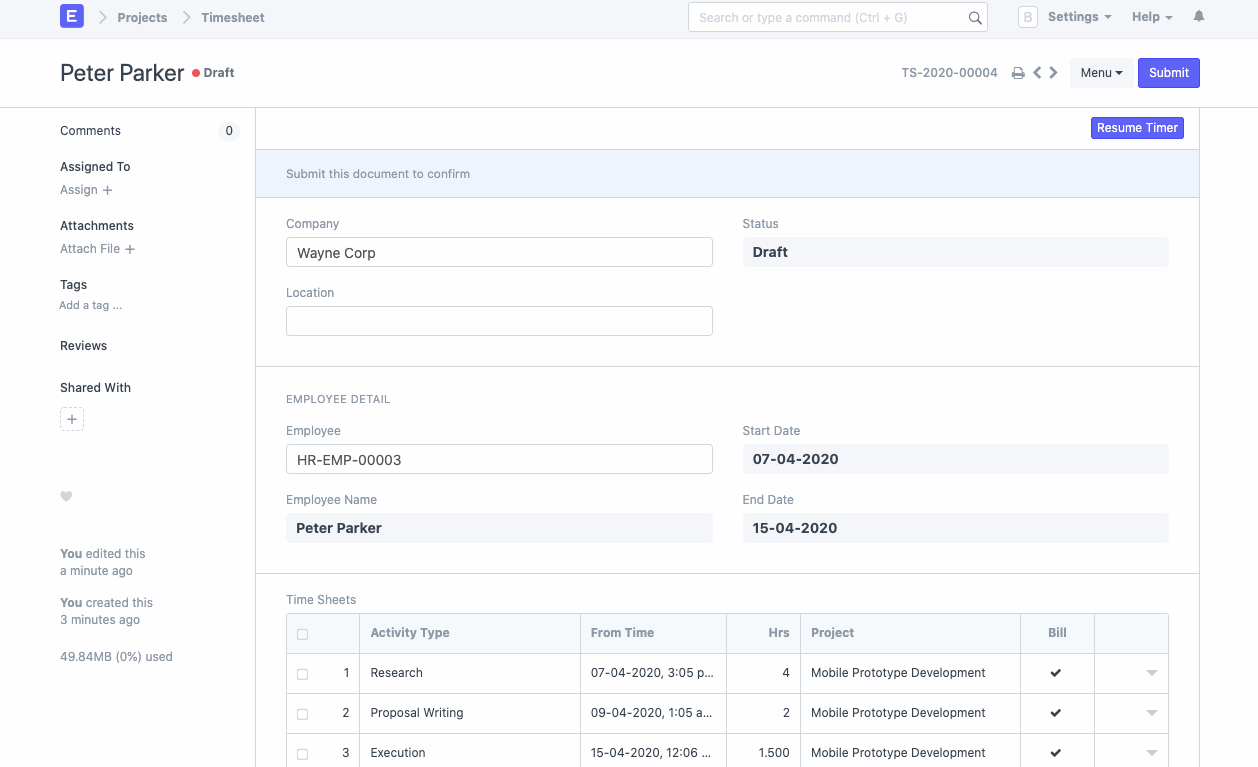 E Projects Timesheet Search or type a command (Ctrl + G) B Settings Help
Peter Parker Draft TS-2020-00004 Menu Submit
Comments 0
Assigned To
Assign +
Attachments
Attach File +
Tags
Add a tag ...
Reviews
Shared With
+
You edited this
a minute ago
You created this
3 minutes ago
49.84MB (0%) used
Resume Timer
Submit this document to confirm
Company Status
Wayne Corp Draft
Location
EMPLOYEE DETAIL
Employee Start Date
HR-EMP-00003 07-04-2020
Employee Name End Date
Peter Parker 15-04-2020
Time Sheets
Activity Type From Time Hrs Project Bill
1 Research 07-04-2020, 3:05 p... 4 Mobile Prototype Development
2 Proposal Writing 09-04-2020, 1:05 a... 2 Mobile Prototype Development
3 Execution 15-04-2020, 12:06 ... 1.500 Mobile Prototype Development